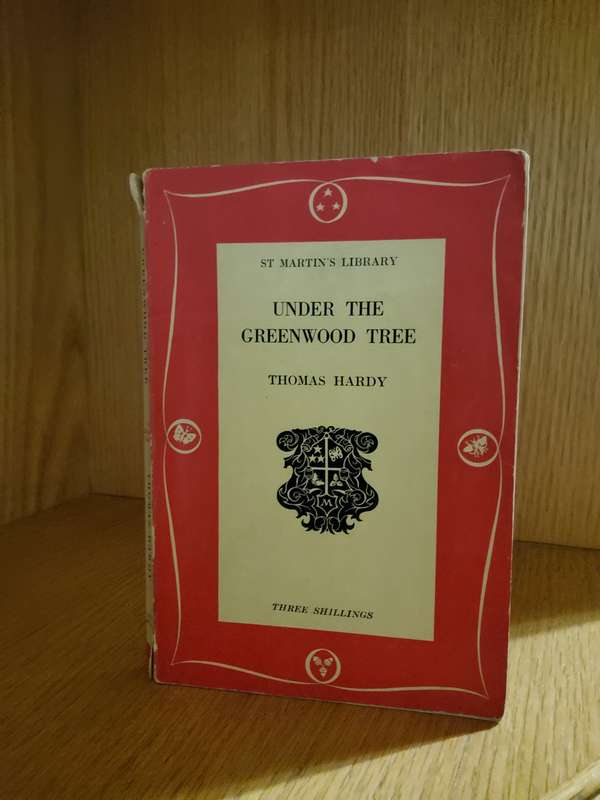 ST MARTIN'S LIBRARY
UNDER THE
GREENWOOD TREE
THOMAS HARDY
M
THREE SHILLINGS